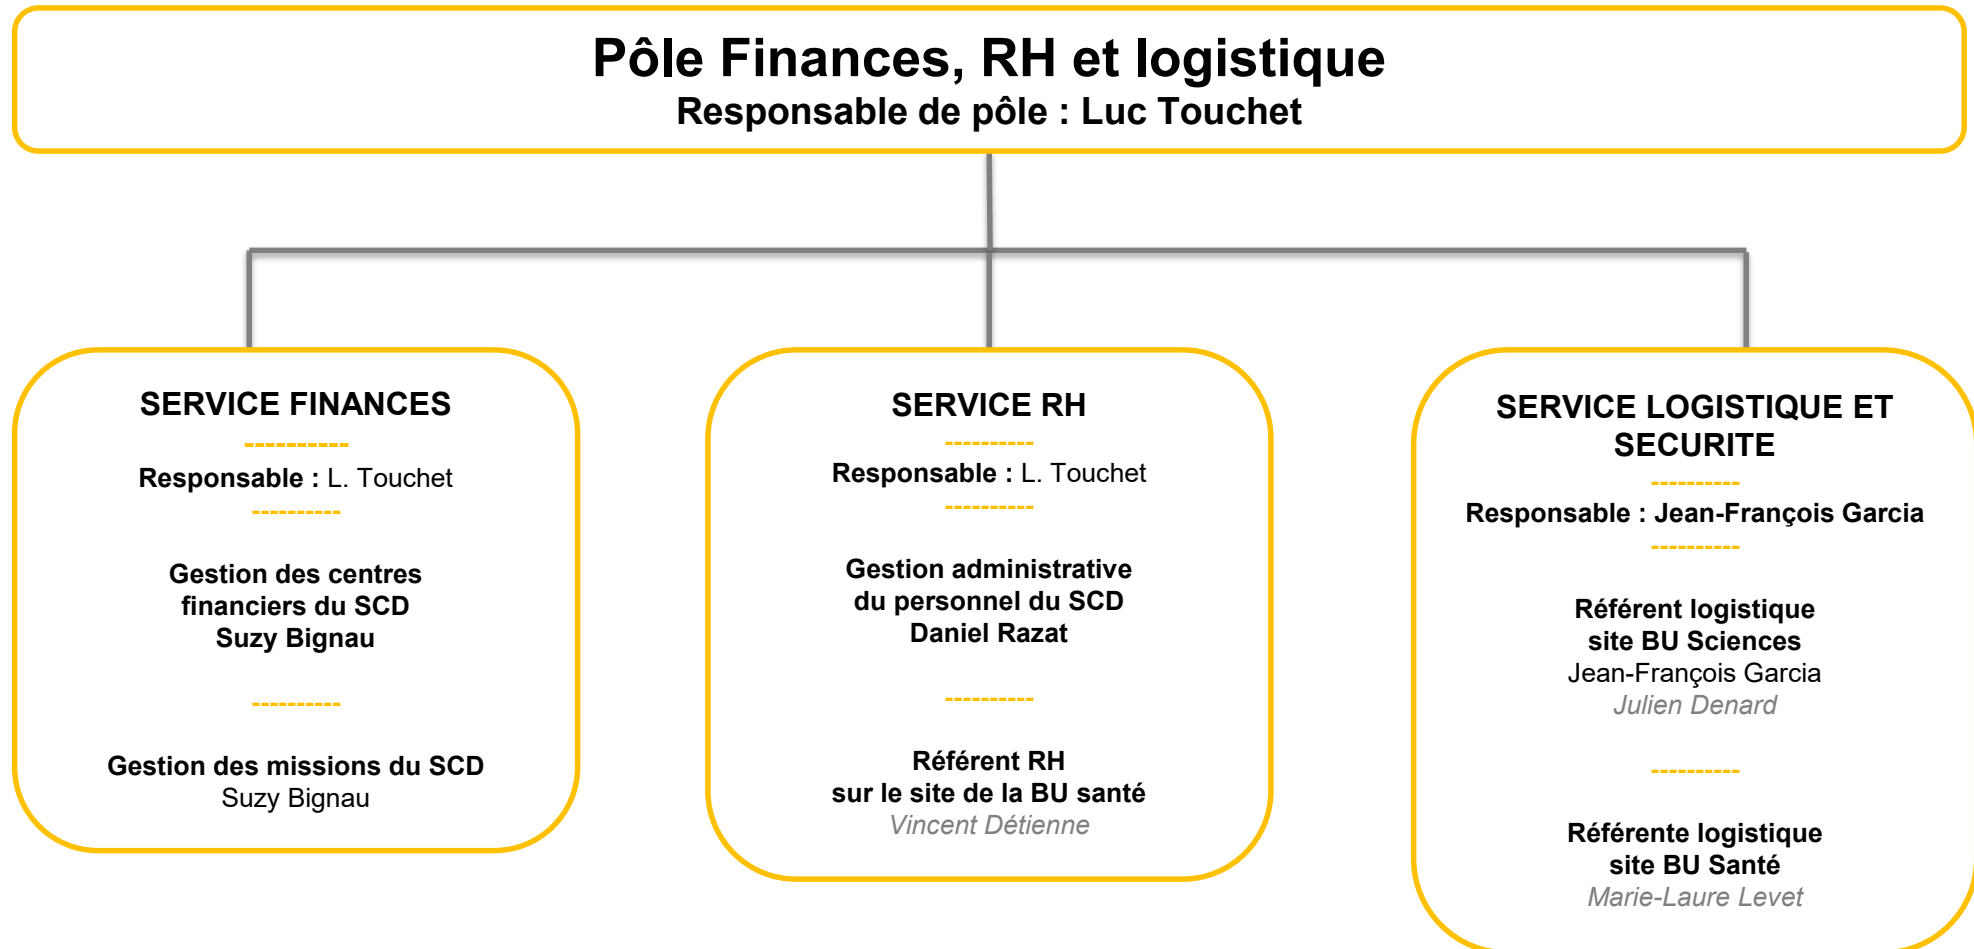 Pôle Finances, RH et logistique
Responsable de pôle : Luc Touchet
SERVICE FINANCES
----------
Responsable : L. Touchet
----------
Gestion des centres
financiers du SCD
Suzy Bignau
----------
Gestion des missions du SCD
Suzy Bignau
SERVICE RH
----------
Responsable : L. Touchet
----------
Gestion administrative
du personnel du SCD
Daniel Razat
----------
Référent RH
sur le site de la BU santé
Vincent Détienne
SERVICE LOGISTIQUE ET
SECURITE
----------
Responsable : Jean-François Garcia
----------
Référent logistique
site BU Sciences
Jean-François Garcia
Julien Denard
----------
Référente logistique
site BU Santé
Marie-Laure Levet